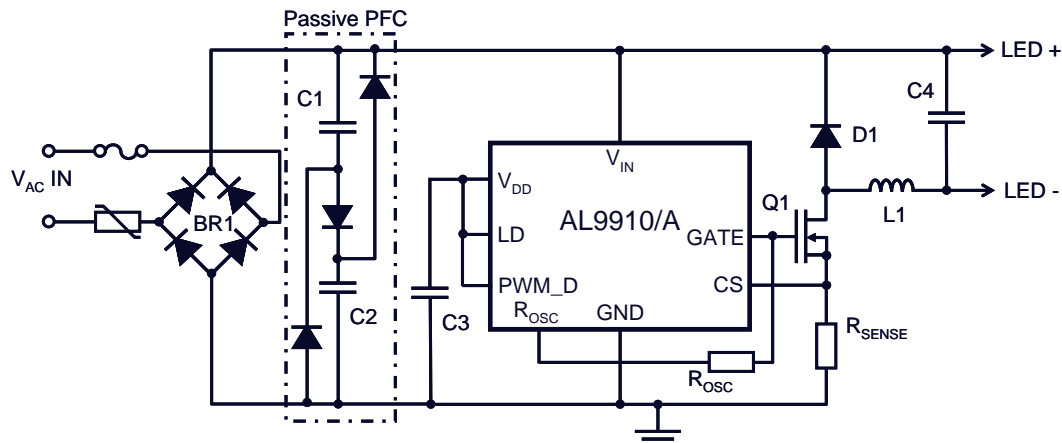 Passive PFC
LED +
C1
C4
D1
V_IN
V_AC IN
V_DD
Q1
LED -
BR1
AL9910/A
L1
LD
GATE
PWM_D
CS
C2
C3
R_OSC
GND
R_SENSE
R_OSC